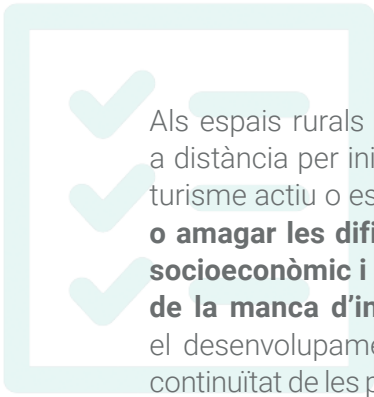 Als espais rurals
a distància per ini
turisme actiu o es
o amagar les difi
socioeconòmic i
de la manca d’in
el desenvolupame
continuïtat de les p